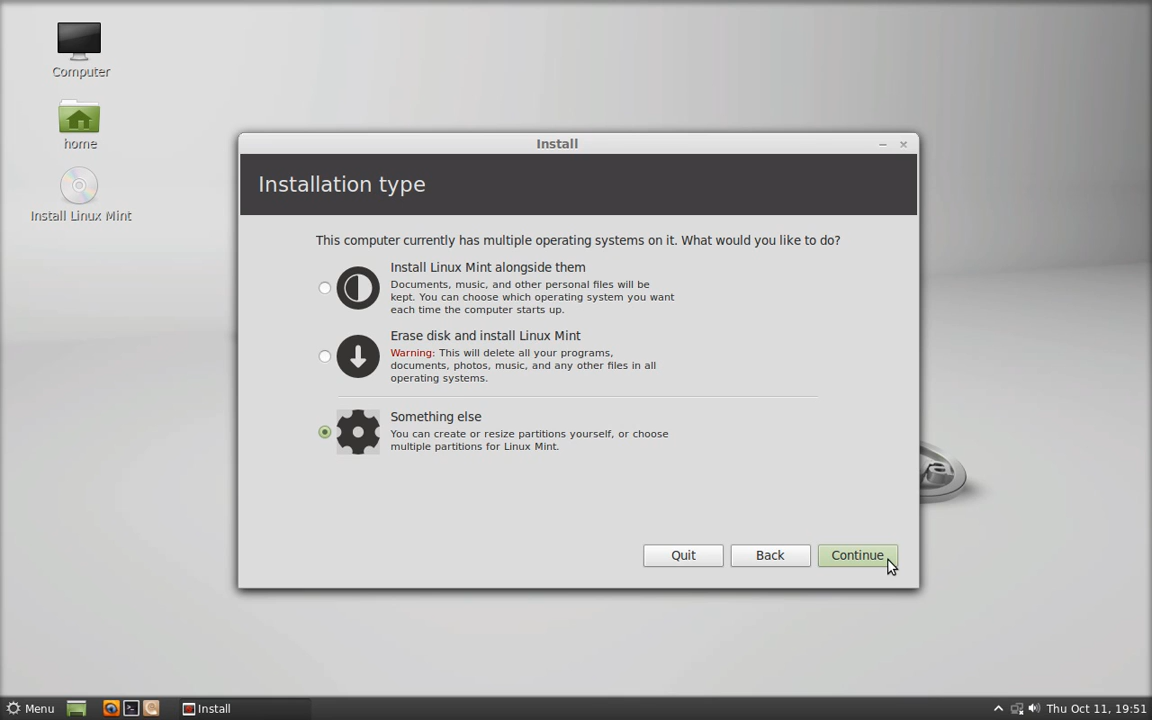 Computer
home
Install Linux Mint
Install
Installation type
This computer currently has multiple operating systems on it. What would you like to do?
Install Linux Mint alongside them
Documents, music, and other personal files will be
kept. You can choose which operating system you want
each time the computer starts up.
Erase disk and install Linux Mint
Warning: This will delete all your programs,
documents, photos, music, and any other files in all
operating systems.
Something else
You can create or resize partitions yourself, or choose
multiple partitions for Linux Mint.
Quit
Back
Continue
Menu
Install
Thu Oct 11, 19:51